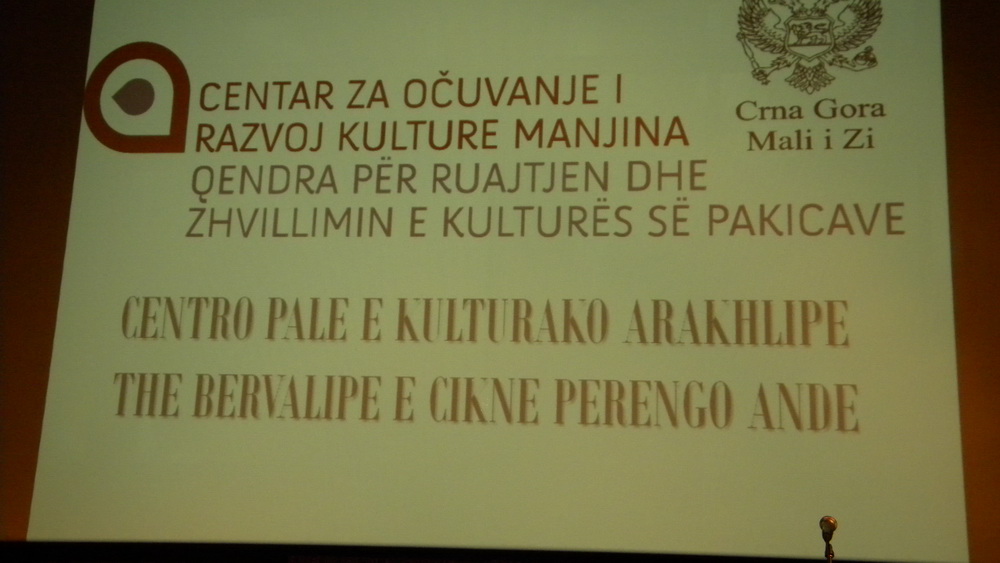 CENTAR ZA OČUVANJE I
RAZVOJ KULTURE MANJINA
QENDRA PËR RUAJTJEN DHE
ZHVILLIMIN E KULTURËS SË PAKICAVE
Crna Gora
Mali i Zi
CENTRO PALE E KULTURAKO ARAKHLIPE
THE BERVALIPE E CIKNE PERENGO ANDE